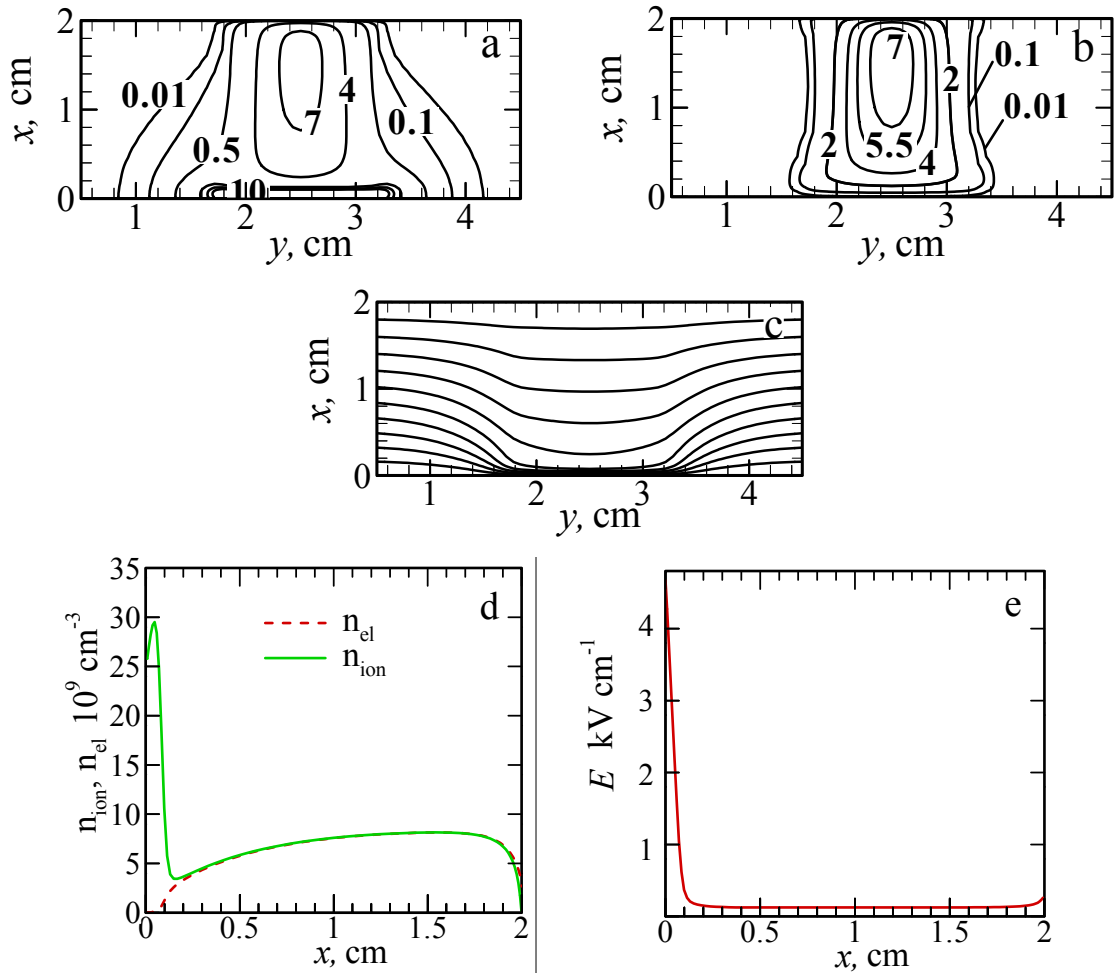 a
x, cm
2
1
0
0.01
0.5
10
7
4
0.1
1 2 3 4
y, cm
b
x, cm
2
1
0
7
2
0.1
0.01
2
5.5
4
1 2 3 4
y, cm
c
x, cm
2
1
0
1 2 3 4
y, cm
d
n_ion, n_el 10^9 cm^-3
35
30
25
20
15
10
5
0
n_el
n_ion
0 0.5 1 1.5 2
x, cm
e
E kV cm^-1
4
3
2
1
0 0.5 1 1.5 2
x, cm